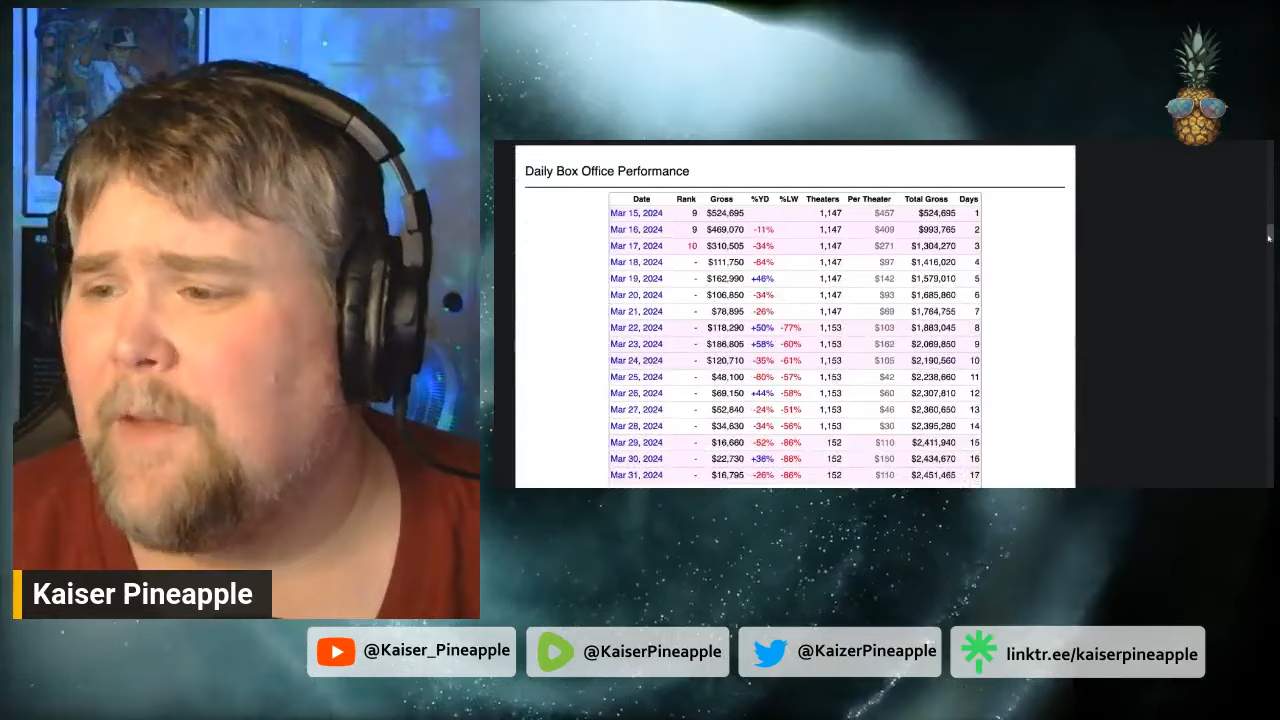 Daily Box Office Performance
Date Rank Gross %YD %LW Theaters Per Theater Total Gross Days
Mar 15, 2024 9 $524,695 1,147 $457 $524,695 1
Mar 16, 2024 9 $469,070 -11% 1,147 $409 $993,765 2
Mar 17, 2024 10 $310,505 -34% 1,147 $271 $1,304,270 3
Mar 18, 2024 - $111,750 -64% 1,147 $97 $1,416,020 4
Mar 19, 2024 - $162,990 +46% 1,147 $142 $1,579,010 5
Mar 20, 2024 - $106,850 -34% 1,147 $93 $1,685,860 6
Mar 21, 2024 - $78,895 -26% 1,147 $69 $1,764,755 7
Mar 22, 2024 - $118,290 +50% -77% 1,153 $103 $1,883,045 8
Mar 23, 2024 - $186,805 +58% -60% 1,153 $162 $2,069,850 9
Mar 24, 2024 - $120,710 -35% -61% 1,153 $105 $2,190,560 10
Mar 25, 2024 - $48,100 -60% -57% 1,153 $42 $2,238,660 11
Mar 26, 2024 - $69,150 +44% -58% 1,153 $60 $2,307,810 12
Mar 27, 2024 - $52,840 -24% -51% 1,153 $46 $2,360,650 13
Mar 28, 2024 - $34,630 -34% -56% 1,153 $30 $2,395,280 14
Mar 29, 2024 - $16,660 -52% -86% 152 $110 $2,411,940 15
Mar 30, 2024 - $22,730 +36% -88% 152 $150 $2,434,670 16
Mar 31, 2024 - $16,795 -26% -86% 152 $110 $2,451,465 17
Kaiser Pineapple
@Kaiser_Pineapple
@KaiserPineapple
@KaizerPineapple
linktr.ee/kaiserpineapple